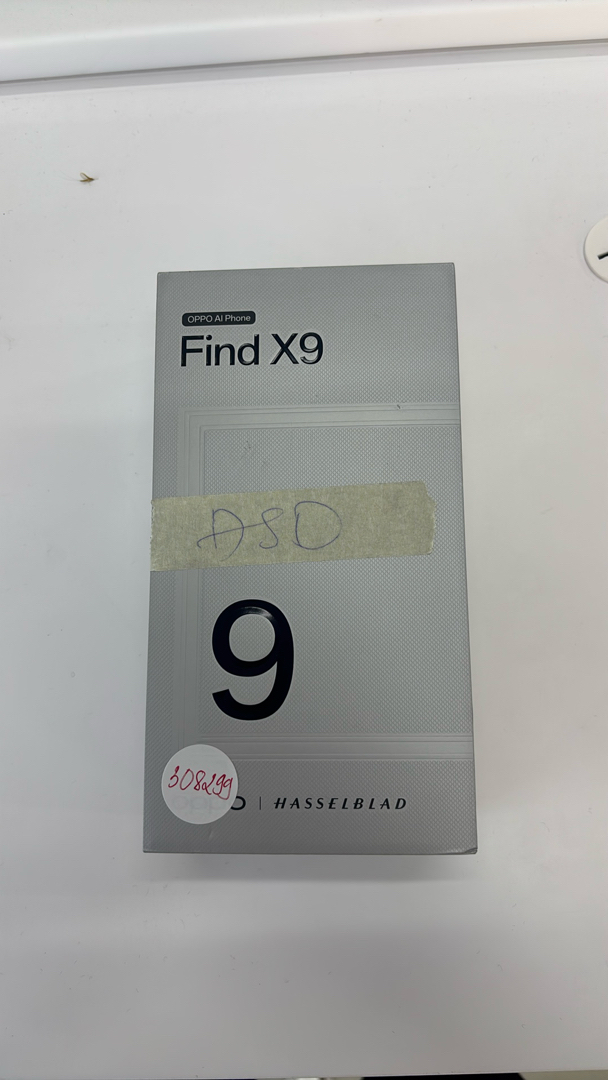 OPPO AI Phone
Find X9
ASD
9
308299
HASSELBLAD